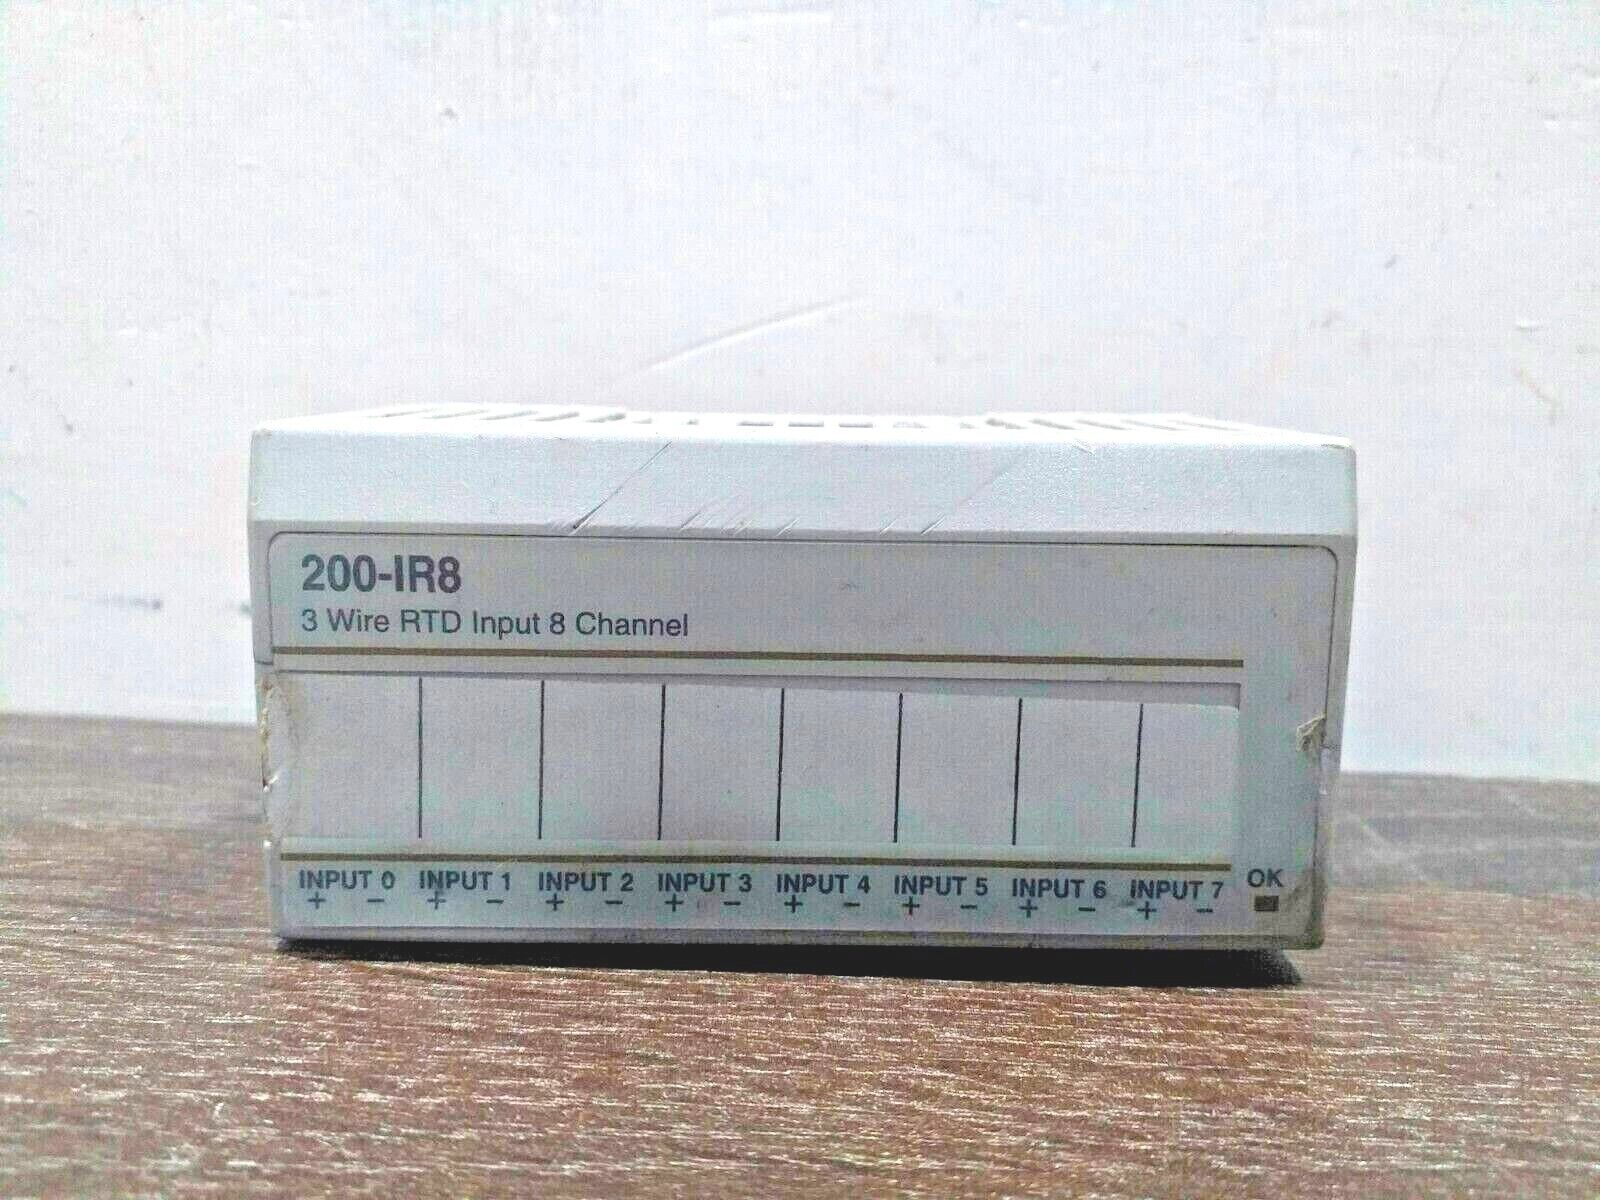 200-IR8
3 Wire RTD Input 8 Channel
INPUT 0 INPUT 1 INPUT 2 INPUT 3 INPUT 4 INPUT 5 INPUT 6 INPUT 7 OK
+ − + − + − + − + − + − + − + −